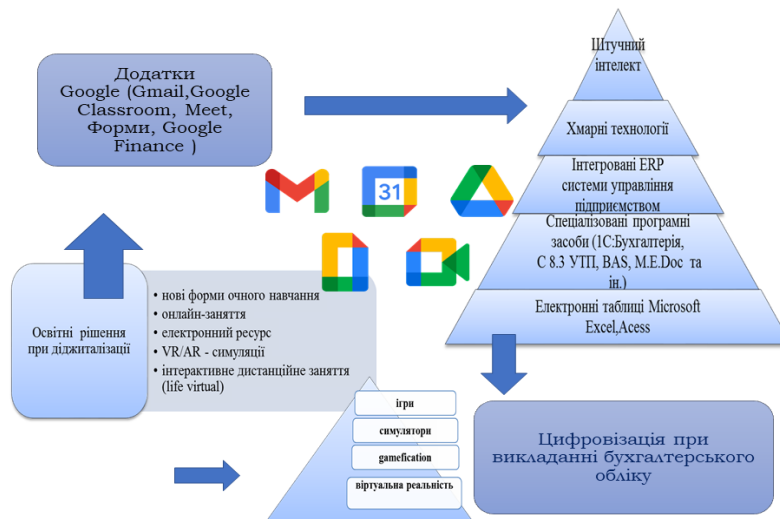 Додатки
Google (Gmail,Google
Classroom, Meet,
Форми, Google
Finance )
Штучний
інтелект
Хмарні технології
Інтегровані ERP
системи управління
підприємством
Спеціалізовані програмні
засоби (1С:Бухгалтерія,
С 8.3 УТП, BAS, M.E.Doc та
ін.)
Електронні таблиці Microsoft
Excel,Acess
31
Освітні рішення
при діджиталізації
• нові форми очного навчання
• онлайн-заняття
• електронний ресурс
• VR/AR - симуляції
• інтерактивне дистанційне заняття
(life virtual)
ігри
симулятори
gamefication
віртуальна реальність
Цифровізація при
викладанні бухгалтерського
обліку